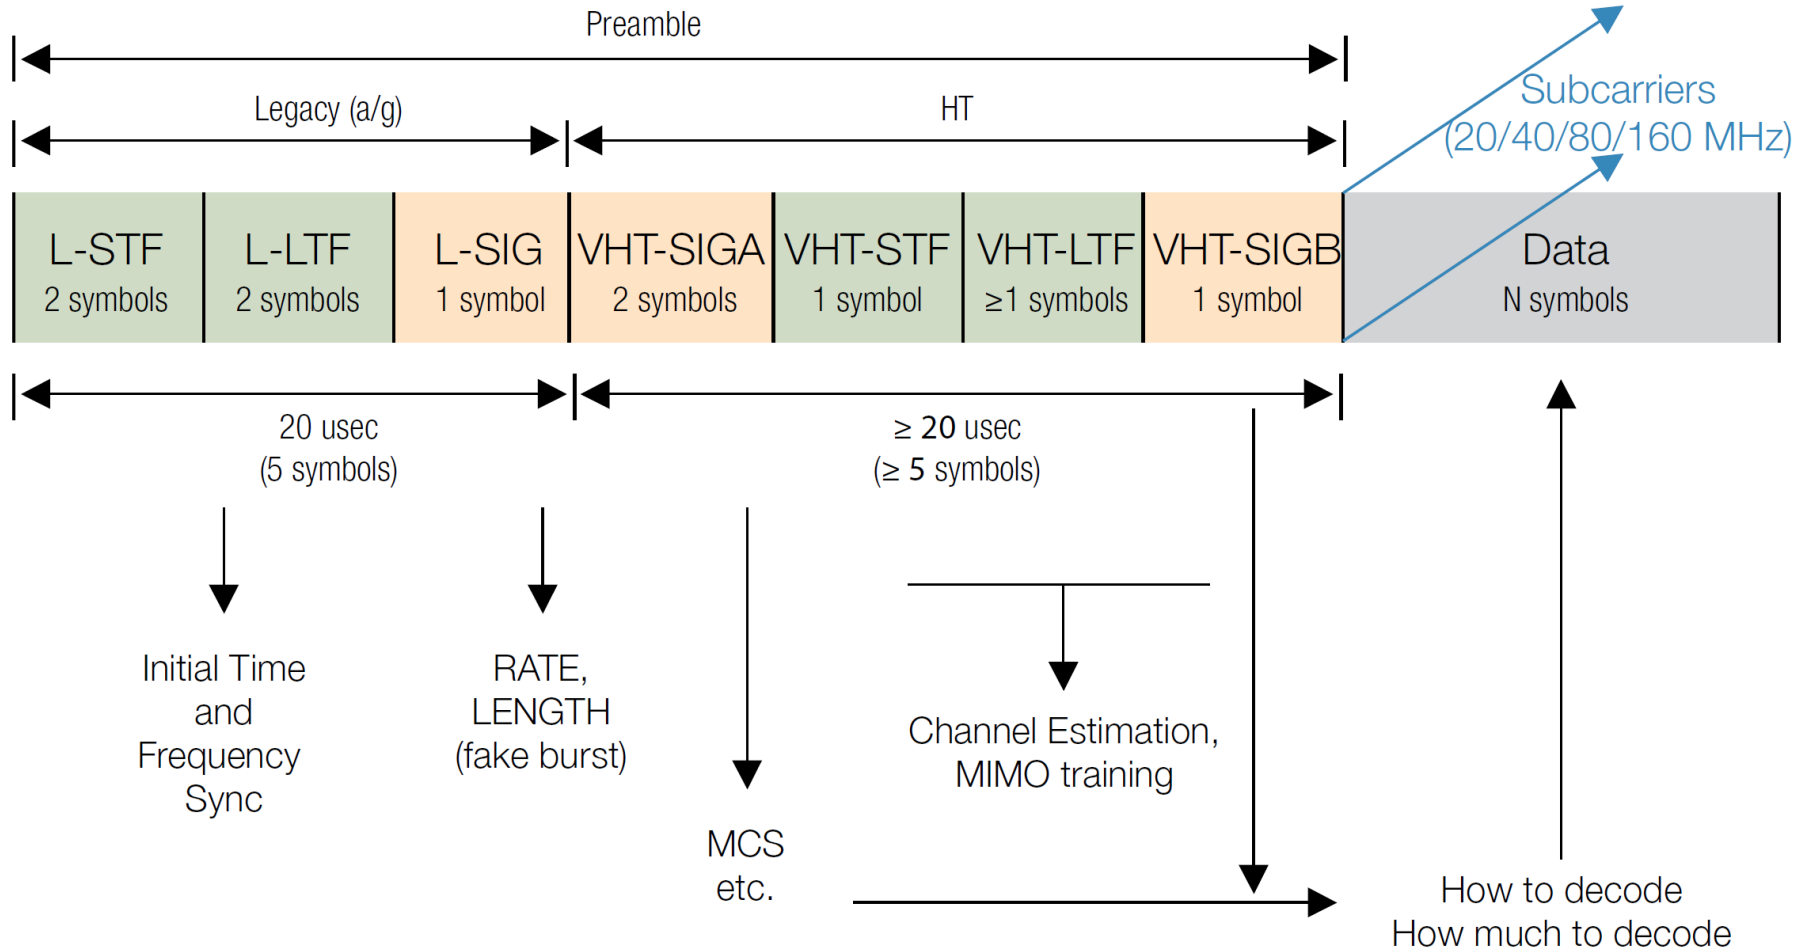 Preamble
Legacy (a/g)
HT
Subcarriers
(20/40/80/160 MHz)
L-STF
2 symbols
L-LTF
2 symbols
L-SIG
1 symbol
VHT-SIGA
2 symbols
VHT-STF
1 symbol
VHT-LTF
≥1 symbols
VHT-SIGB
1 symbol
Data
N symbols
20 usec
(5 symbols)
≥ 20 usec
(≥ 5 symbols)
Initial Time
and
Frequency
Sync
RATE,
LENGTH
(fake burst)
MCS
etc.
Channel Estimation,
MIMO training
How to decode
How much to decode